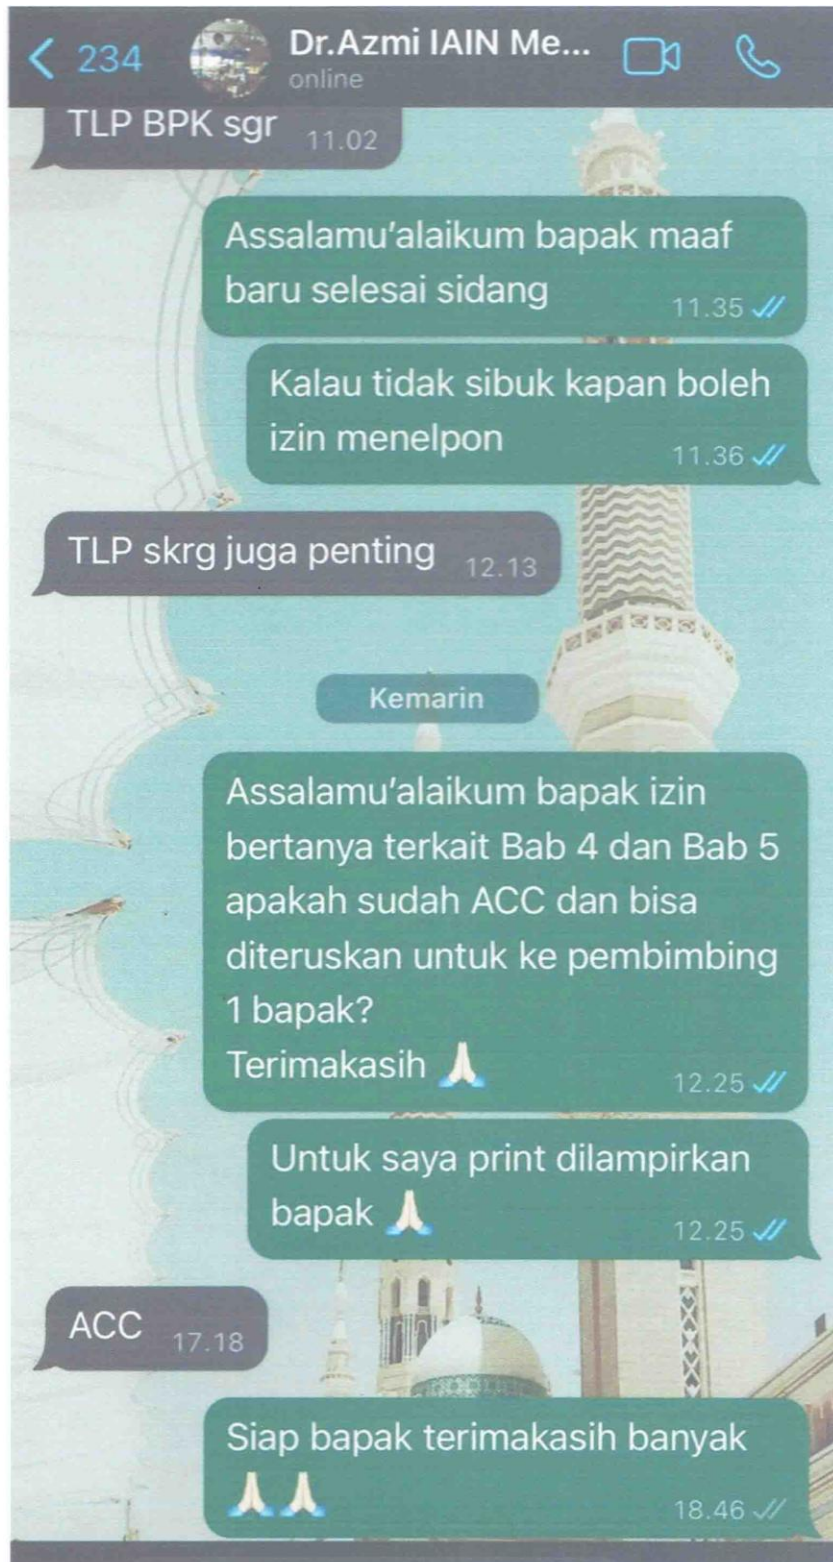 234
Dr.Azmi IAIN Me...
online
TLP BPK sgr 11.02
Assalamu'alaikum bapak maaf
baru selesai sidang 11.35
Kalau tidak sibuk kapan boleh
izin menelpon 11.36
TLP skrg juga penting 12.13
Kemarin
Assalamu'alaikum bapak izin
bertanya terkait Bab 4 dan Bab 5
apakah sudah ACC dan bisa
diteruskan untuk ke pembimbing
1 bapak?
Terimakasih 🙏🏻 12.25
Untuk saya print dilampirkan
bapak 🙏🏻 12.25
ACC 17.18
Siap bapak terimakasih banyak
🙏🏻🙏🏻 18.46